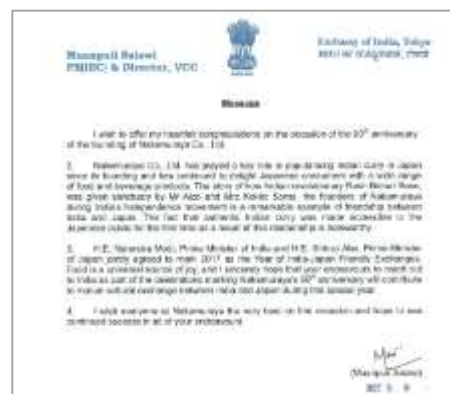 Manapuli Saiawi
FS(IBC) & Director, VCC
Embassy of India, Tokyo
Message
I wish to offer my heartfelt congratulations on the occasion of the 90th anniversary
of the founding of Nakamuraya Co., Ltd.
2. Nakamuraya Co., Ltd. has played a key role in popularising Indian curry in Japan
since its founding and has continued to delight Japanese consumers with a wide range
of food and beverage products. The story of how Indian revolutionary Rash Behari Bose,
was given sanctuary by Mr Aizo and Mrs. Kokko Soma, the founders of Nakamuraya
during India's Independence movement is a remarkable example of friendship between
India and Japan. The fact that authentic Indian curry was made accessible to the
Japanese public for the first time as a result of this relationship is noteworthy.
3. H.E. Narendra Modi, Prime Minister of India and H.E. Shinzo Abe, Prime Minister
of Japan jointly agreed to mark 2017 as the Year of India-Japan Friendly Exchanges.
Food is a universal source of joy, and I sincerely hope that your endeavours to reach out
to India as part of the celebrations marking Nakamuraya's 90th anniversary will contribute
to mutual cultural exchange between India and Japan during this special year.
4. I wish everyone at Nakamuraya the very best on this occasion and hope to see
continued success in all of your endeavours.